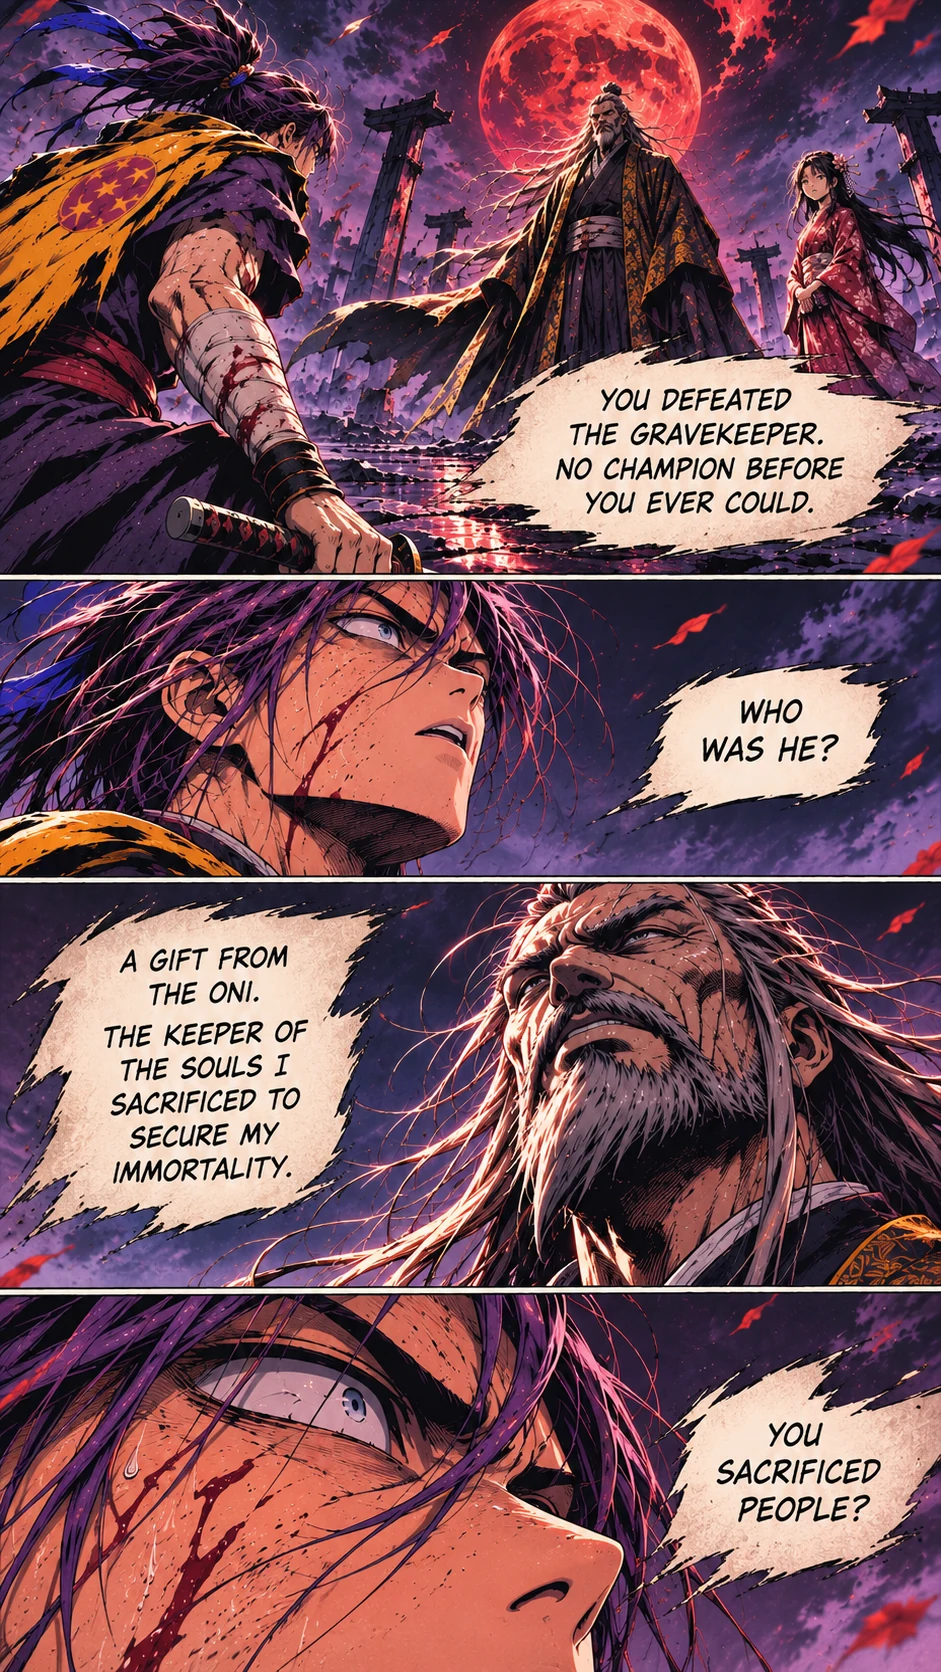 YOU DEFEATED
THE GRAVEKEEPER.
NO CHAMPION BEFORE
YOU EVER COULD.
WHO
WAS HE?
A GIFT FROM
THE ONI.
THE KEEPER OF
THE SOULS I
SACRIFICED TO
SECURE MY
IMMORTALITY.
YOU
SACRIFICED
PEOPLE?